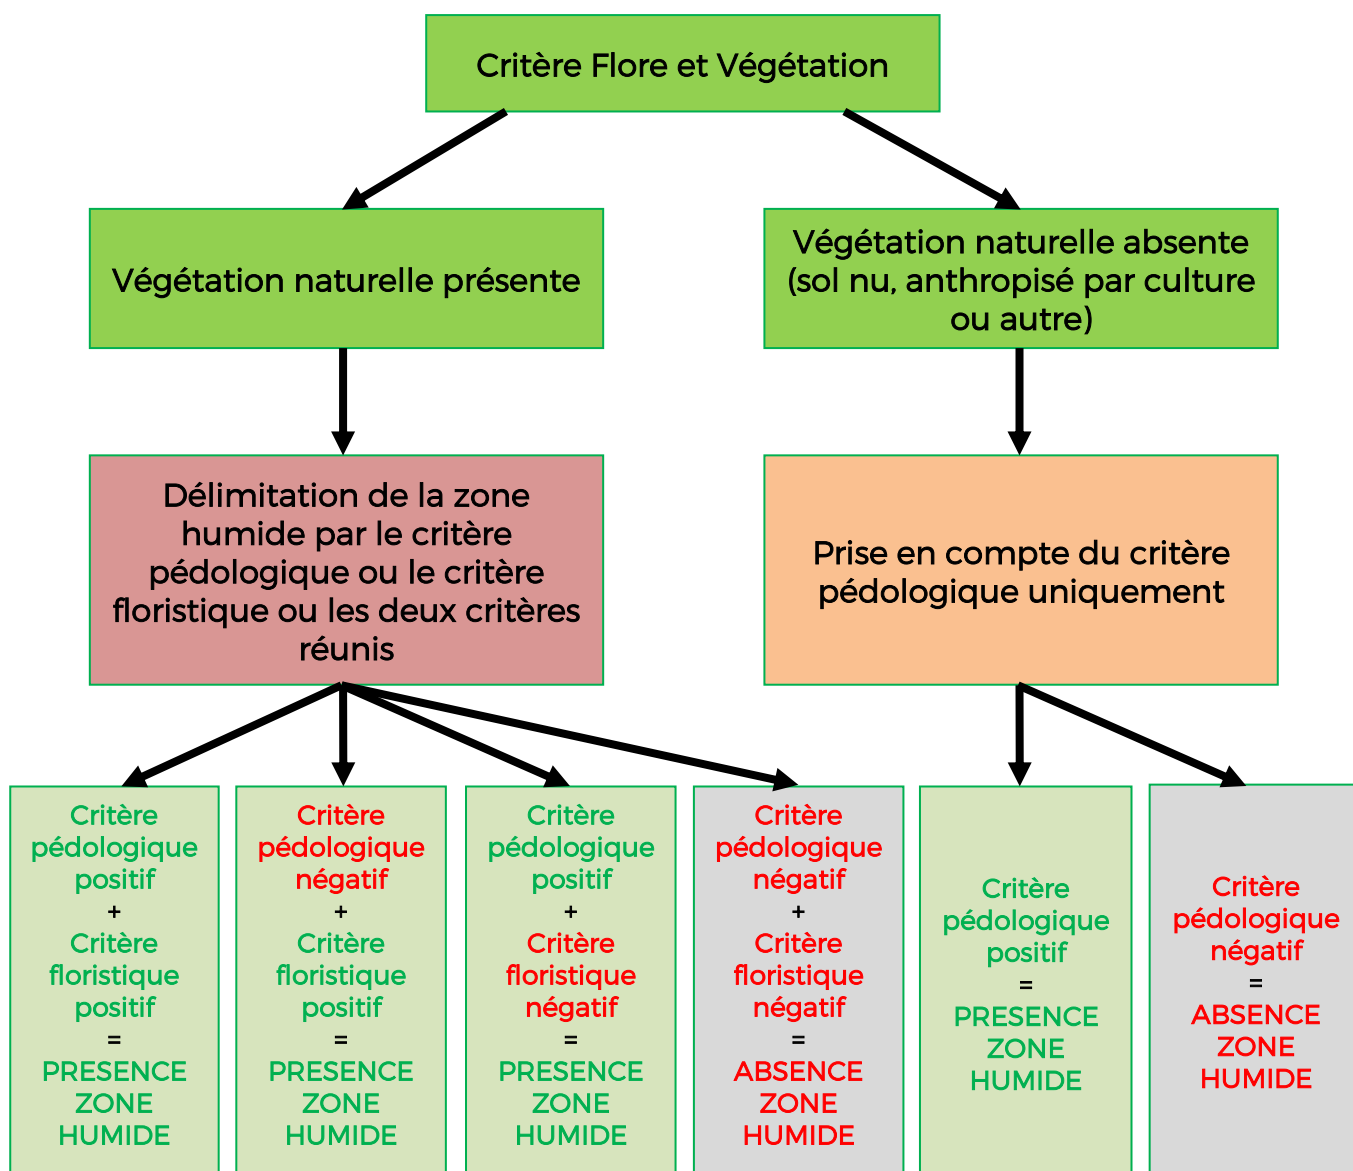 Critère Flore et Végétation
Végétation naturelle présente
Végétation naturelle absente
(sol nu, anthropisé par culture
ou autre)
Délimitation de la zone
humide par le critère
pédologique ou le critère
floristique ou les deux critères
réunis
Prise en compte du critère
pédologique uniquement
Critère
pédologique
positif
+
Critère
floristique
positif
=
PRESENCE
ZONE
HUMIDE
Critère
pédologique
négatif
+
Critère
floristique
positif
=
PRESENCE
ZONE
HUMIDE
Critère
pédologique
positif
+
Critère
floristique
négatif
=
PRESENCE
ZONE
HUMIDE
Critère
pédologique
négatif
+
Critère
floristique
négatif
=
ABSENCE
ZONE
HUMIDE
Critère
pédologique
positif
=
PRESENCE
ZONE
HUMIDE
Critère
pédologique
négatif
=
ABSENCE
ZONE
HUMIDE